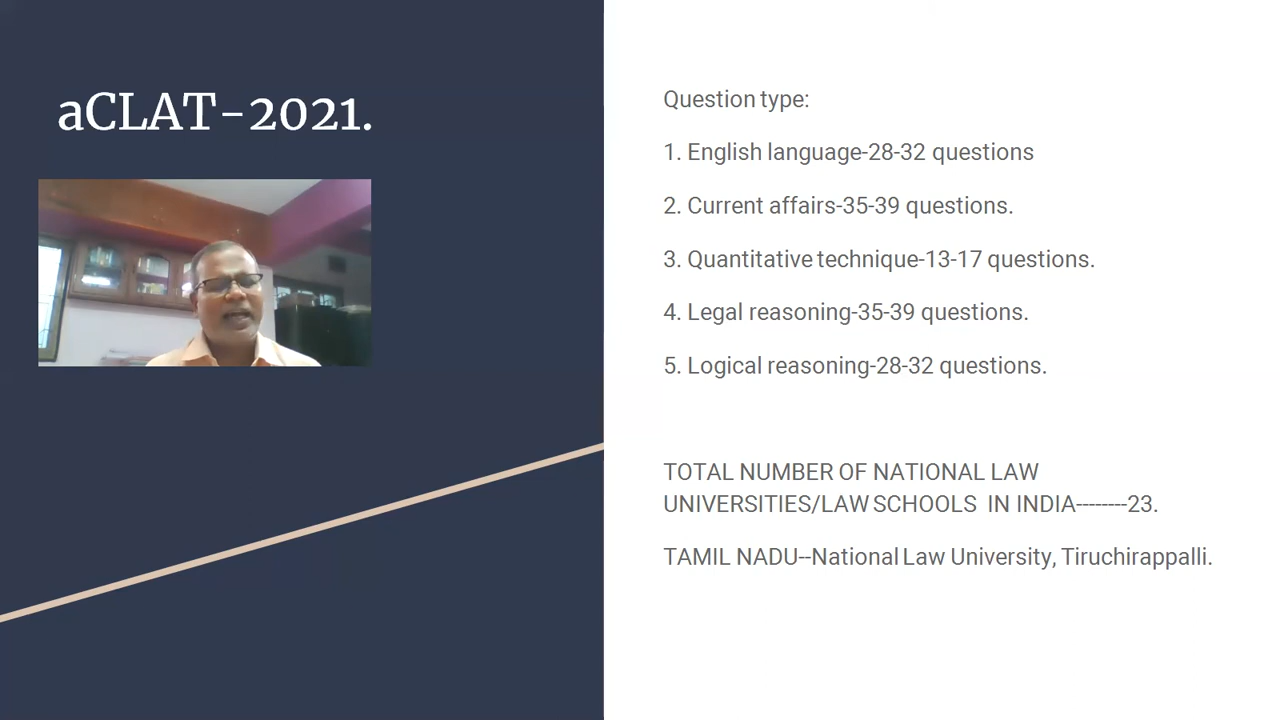 aCLAT-2021.
Question type:
1. English language-28-32 questions
2. Current affairs-35-39 questions.
3. Quantitative technique-13-17 questions.
4. Legal reasoning-35-39 questions.
5. Logical reasoning-28-32 questions.
TOTAL NUMBER OF NATIONAL LAW
UNIVERSITIES/LAW SCHOOLS IN INDIA--------23.
TAMIL NADU--National Law University, Tiruchirappalli.